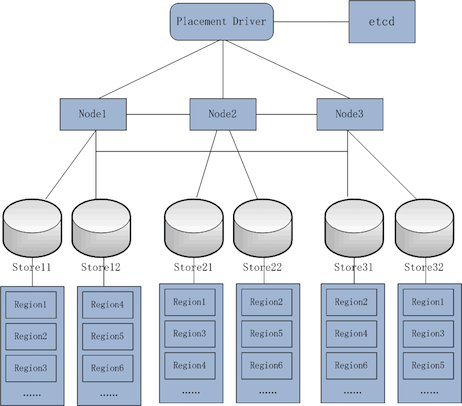 Placement Driver
etcd
Node1
Node2
Node3
Store11
Store12
Store21
Store22
Store31
Store32
Region1
Region2
Region3
......
Region4
Region5
Region6
......
Region1
Region3
Region4
......
Region2
Region5
Region6
......
Region2
Region4
Region6
......
Region1
Region3
Region5
......